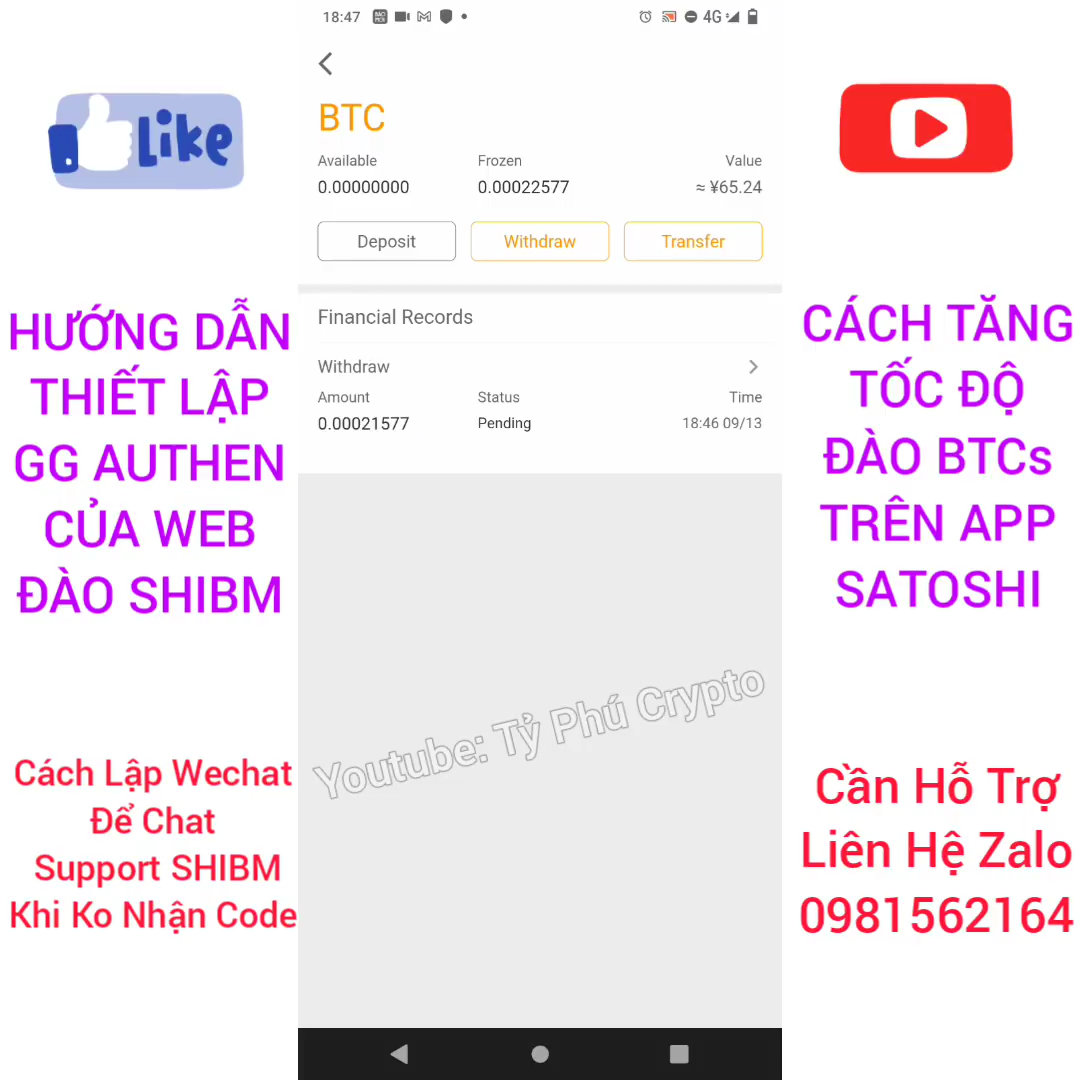 18:47
4G
BTC
Available Frozen Value
0.00000000 0.00022577 ≈ ¥65.24
Deposit Withdraw Transfer
Financial Records
Withdraw
Amount Status Time
0.00021577 Pending 18:46 09/13
Youtube: Tỷ Phú Crypto
Like
HƯỚNG DẪN
THIẾT LẬP
GG AUTHEN
CỦA WEB
ĐÀO SHIBM
Cách Lập Wechat
Để Chat
Support SHIBM
Khi Ko Nhận Code
CÁCH TĂNG
TỐC ĐỘ
ĐÀO BTCs
TRÊN APP
SATOSHI
Cần Hỗ Trợ
Liên Hệ Zalo
0981562164